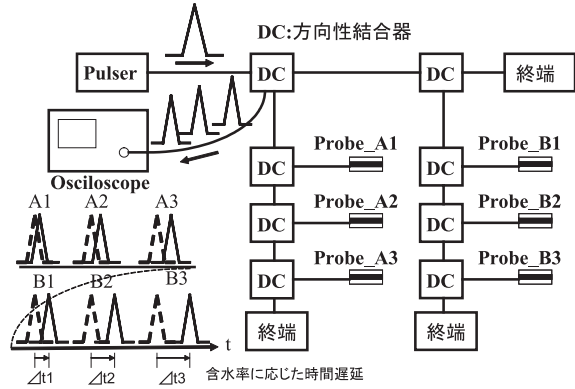 DC:方向性結合器
Pulser
DC
DC
終端
Osciloscope
DC
Probe_A1
DC
Probe_B1
A1
A2
A3
DC
Probe_A2
DC
Probe_B2
B1
B2
B3
DC
Probe_A3
DC
Probe_B3
t
終端
終端
⊿t1
⊿t2
⊿t3
含水率に応じた時間遅延